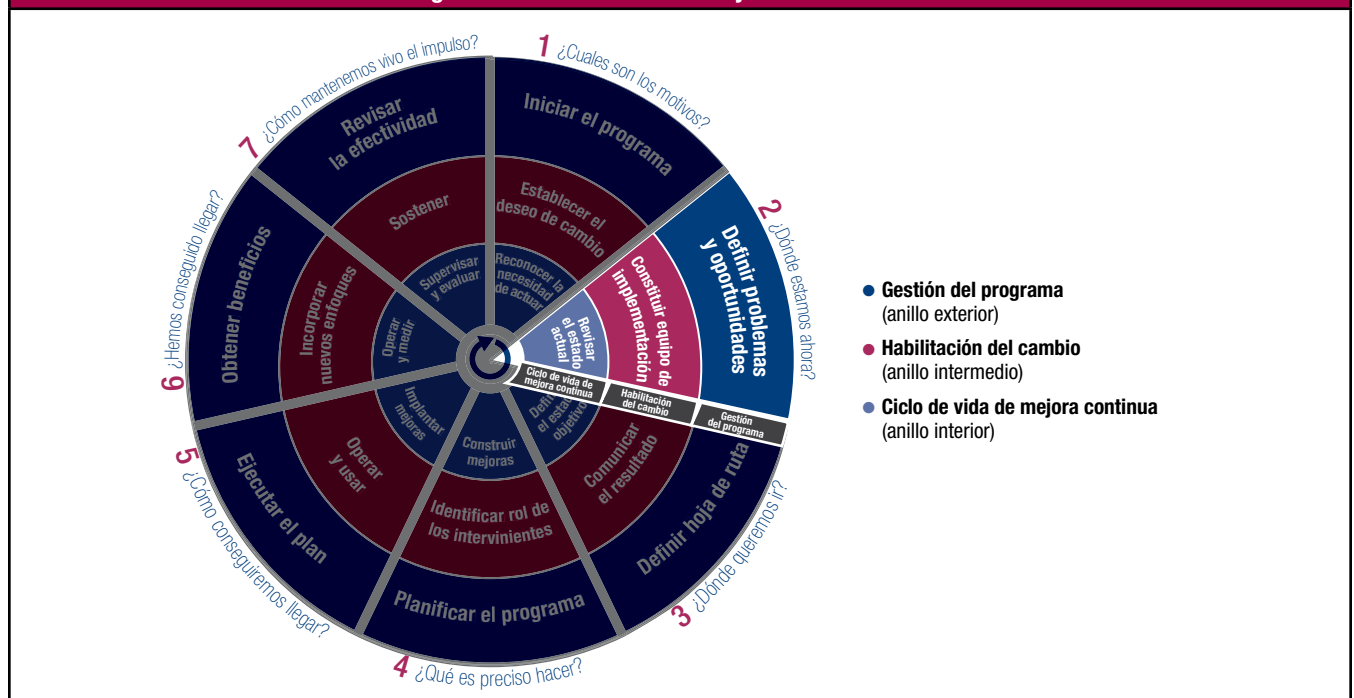 1 ¿Cuales son los motivos?
Iniciar el programa
Establecer el
deseo de cambio
Reconocer la
necesidad
de actuar
2 ¿Dónde estamos ahora?
Definir problemas
y oportunidades
Constituir equipo de
implementación
Revisar
el estado
actual
Ciclo de vida de
mejora continua
Habilitación
del cambio
Gestión
del programa
3 ¿Dónde queremos ir?
Definir hoja de ruta
Comunicar
el resultado
el estado
objetivo
4 ¿Qué es preciso hacer?
Planificar el programa
Identificar rol de
los intervinientes
Construir
mejoras
5 ¿Cómo conseguiremos llegar?
Ejecutar el plan
Operar
y usar
Implantar
mejoras
6 ¿Hemos conseguido llegar?
Obtener beneficios
Incorporar
nuevos enfoques
Operar
y medir
7 ¿Cómo mantenemos vivo el impulso?
Revisar
la efectividad
Sostener
Supervisar
y evaluar
Gestión del programa
(anillo exterior)
Habilitación del cambio
(anillo intermedio)
Ciclo de vida de mejora continua
(anillo interior)